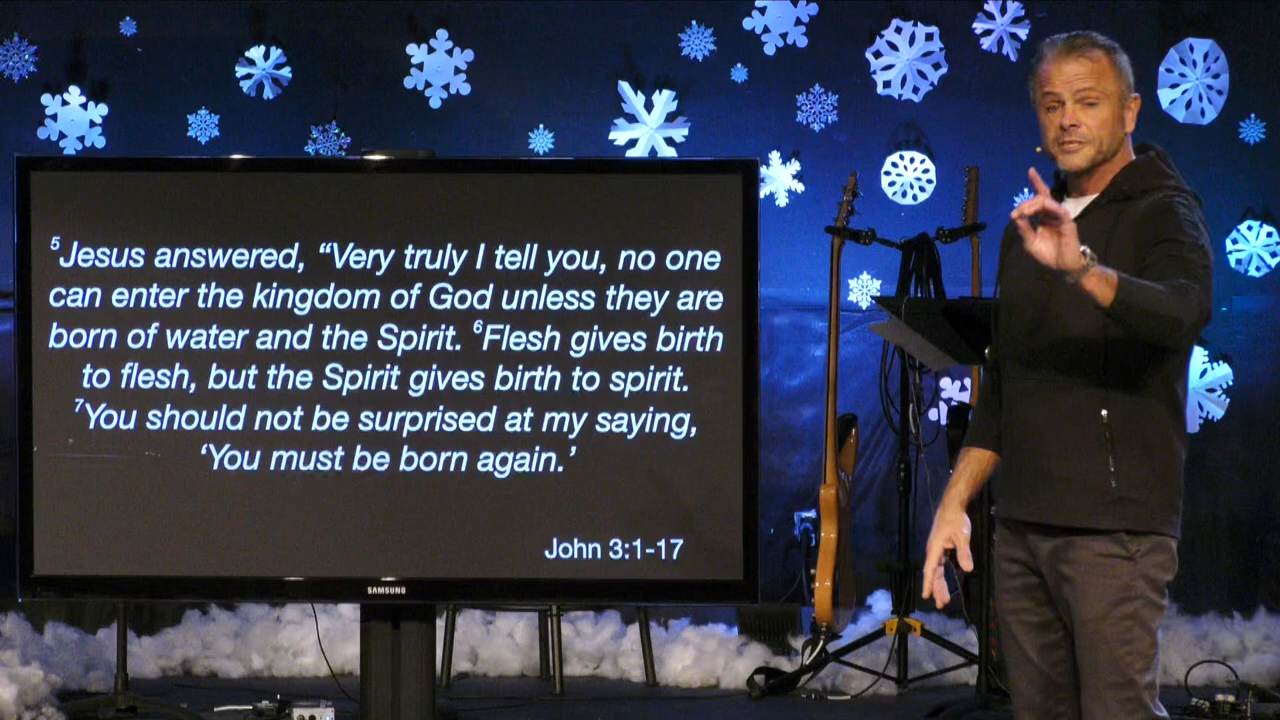 ⁵Jesus answered, “Very truly I tell you, no one
can enter the kingdom of God unless they are
born of water and the Spirit. ⁶Flesh gives birth
to flesh, but the Spirit gives birth to spirit.
⁷You should not be surprised at my saying,
‘You must be born again.’
John 3:1-17
SAMSUNG